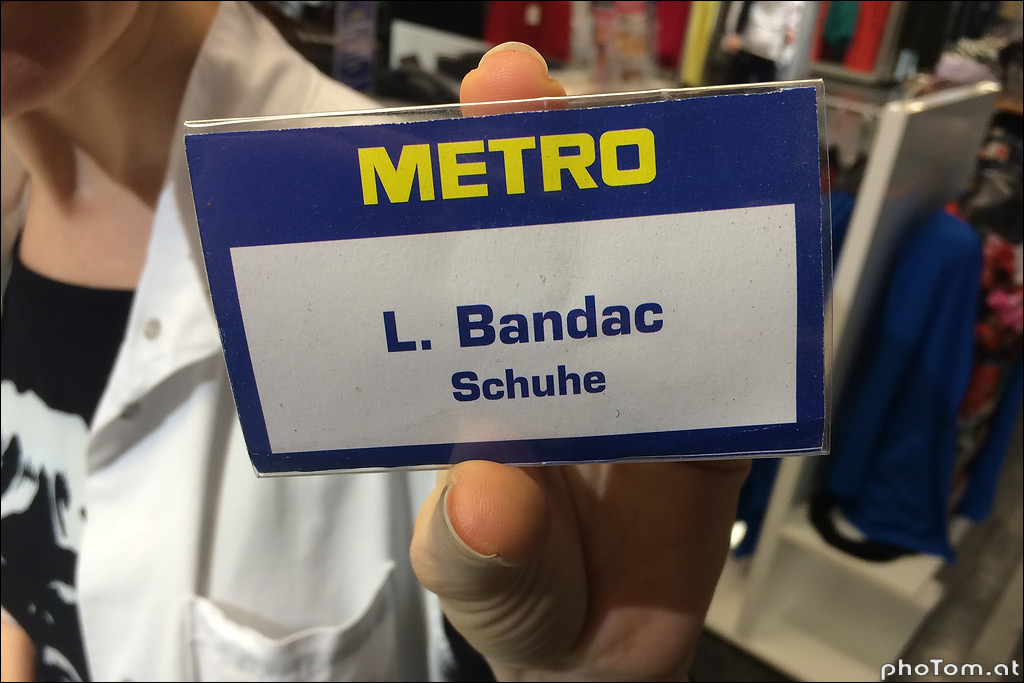 METRO
L. Bandac
Schuhe
phoTom.at